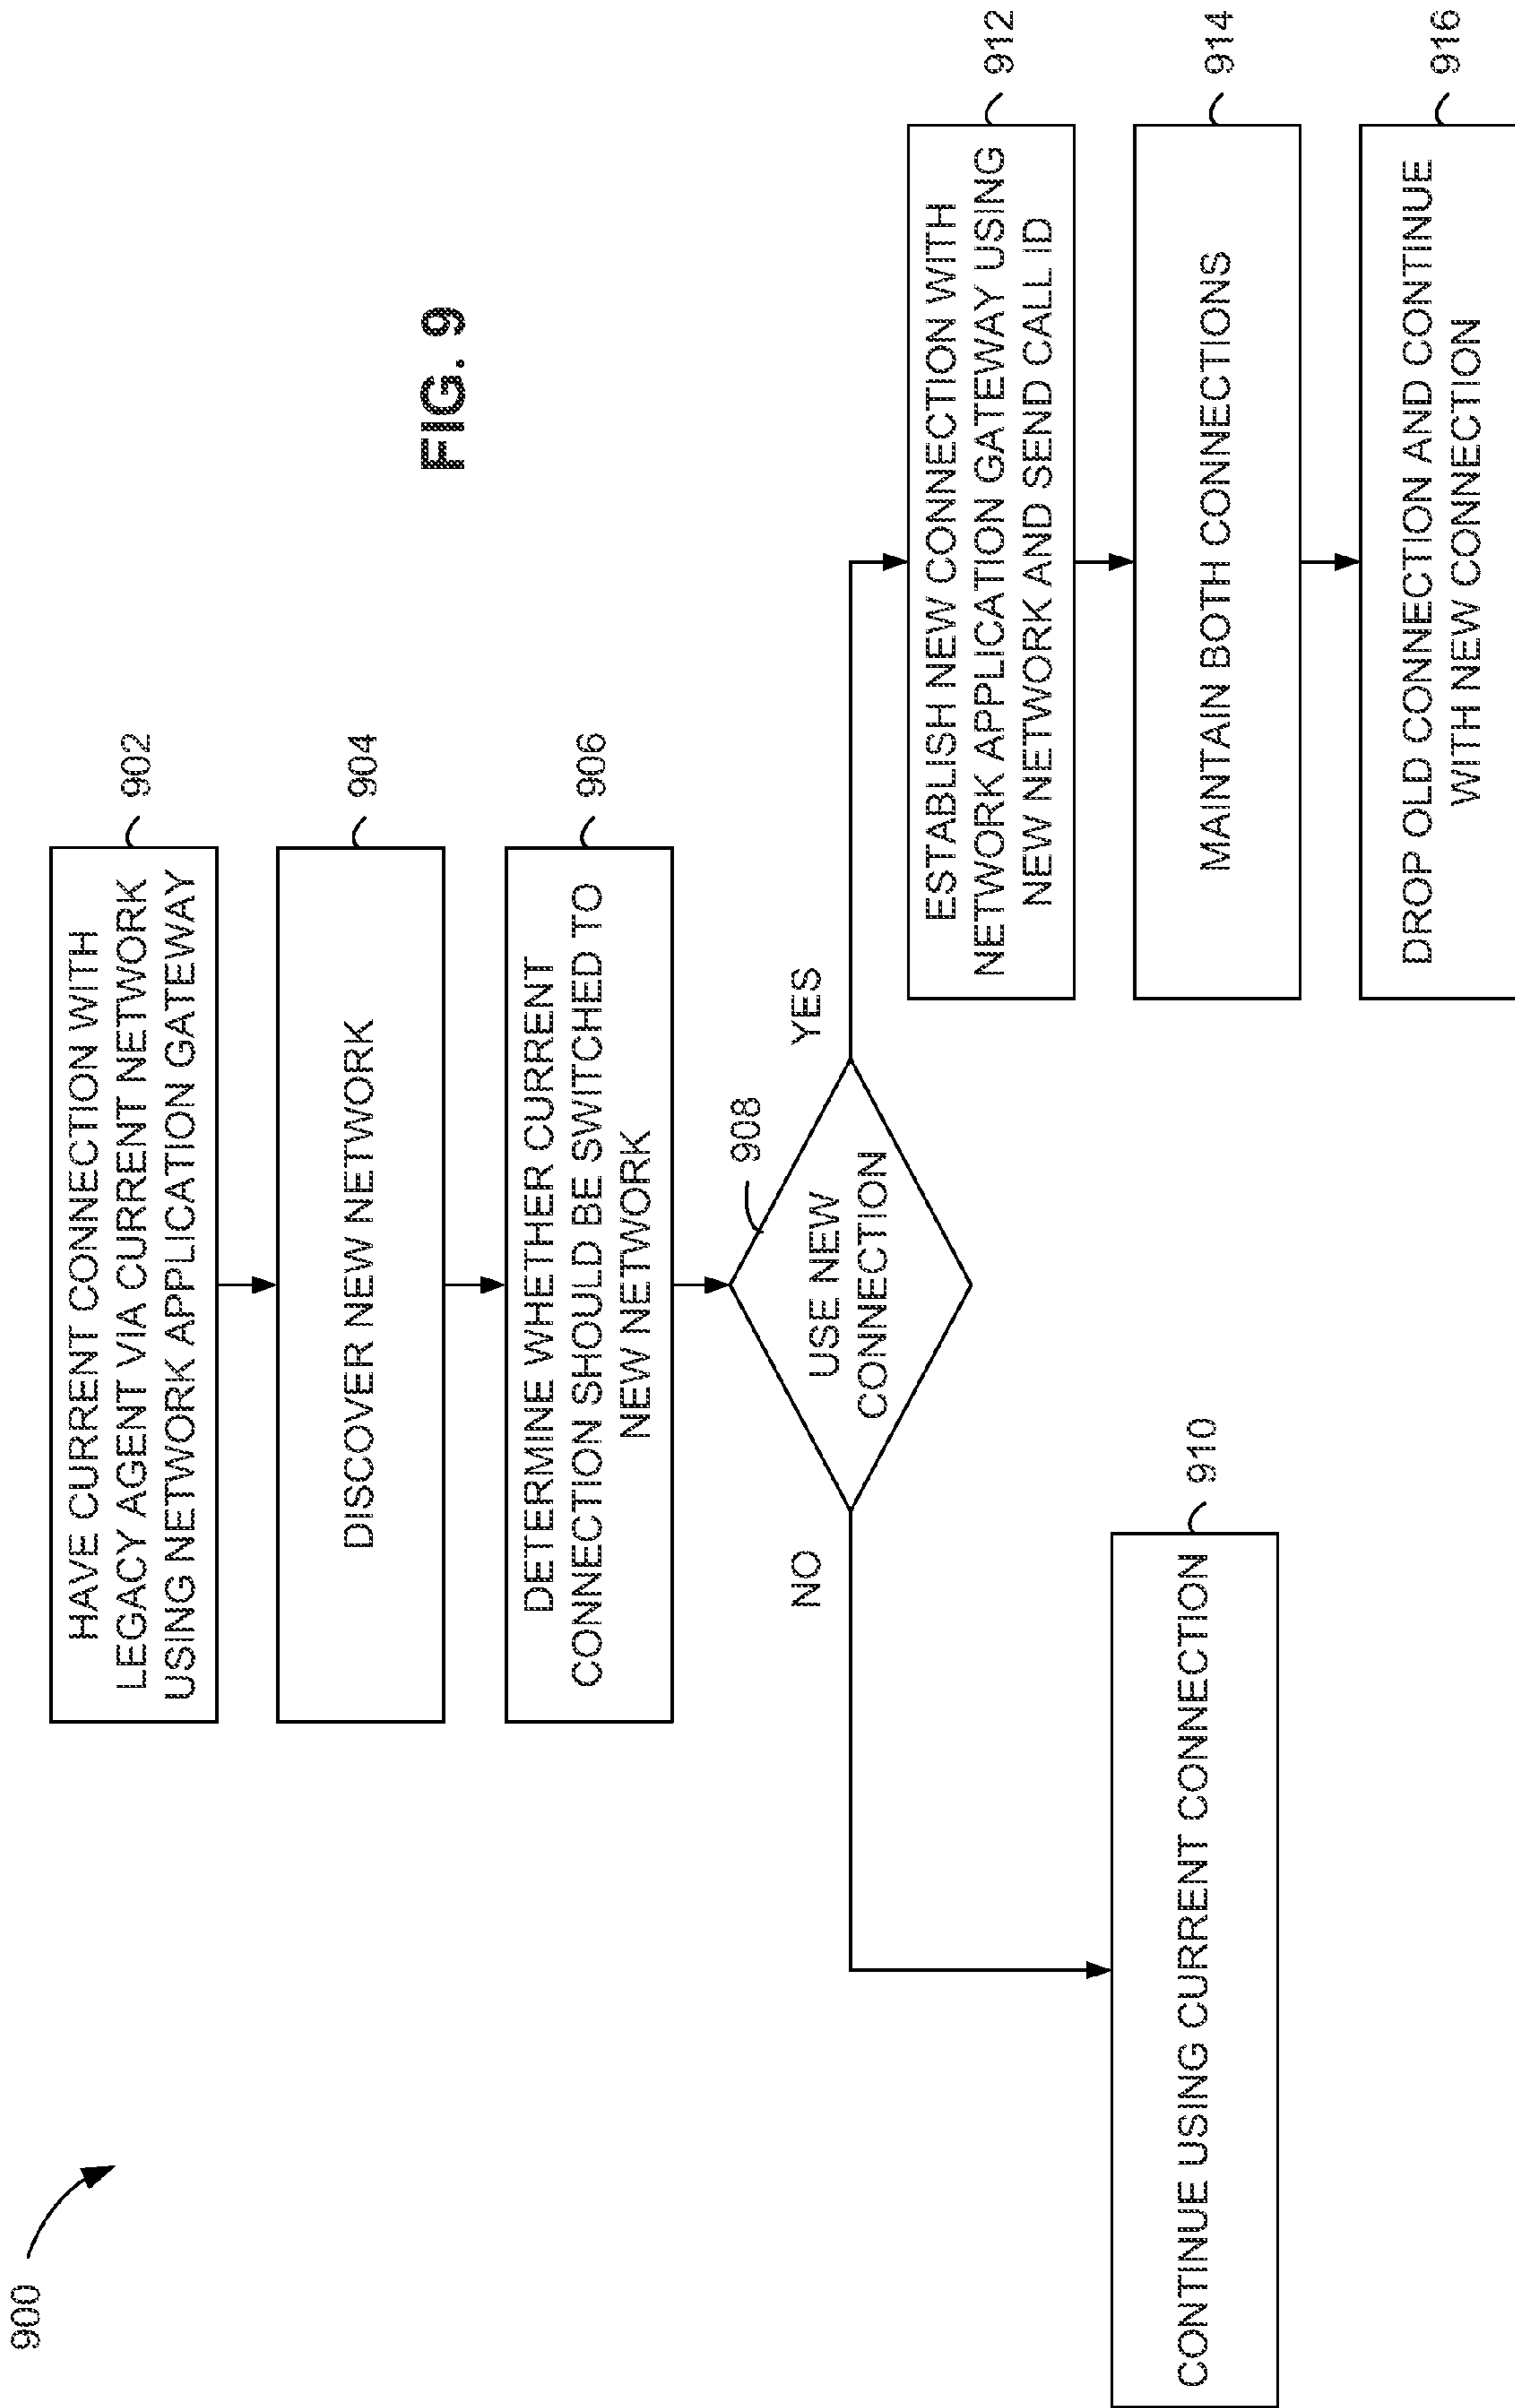 900
HAVE CURRENT CONNECTION WITH
LEGACY AGENT VIA CURRENT NETWORK
USING NETWORK APPLICATION GATEWAY
902
DISCOVER NEW NETWORK
904
DETERMINE WHETHER CURRENT
CONNECTION SHOULD BE SWITCHED TO
NEW NETWORK
906
FIG. 9
908
USE NEW
CONNECTION
NO
YES
CONTINUE USING CURRENT CONNECTION
910
ESTABLISH NEW CONNECTION WITH
NETWORK APPLICATION GATEWAY USING
NEW NETWORK AND SEND CALL ID
912
MAINTAIN BOTH CONNECTIONS
914
DROP OLD CONNECTION AND CONTINUE
WITH NEW CONNECTION
916